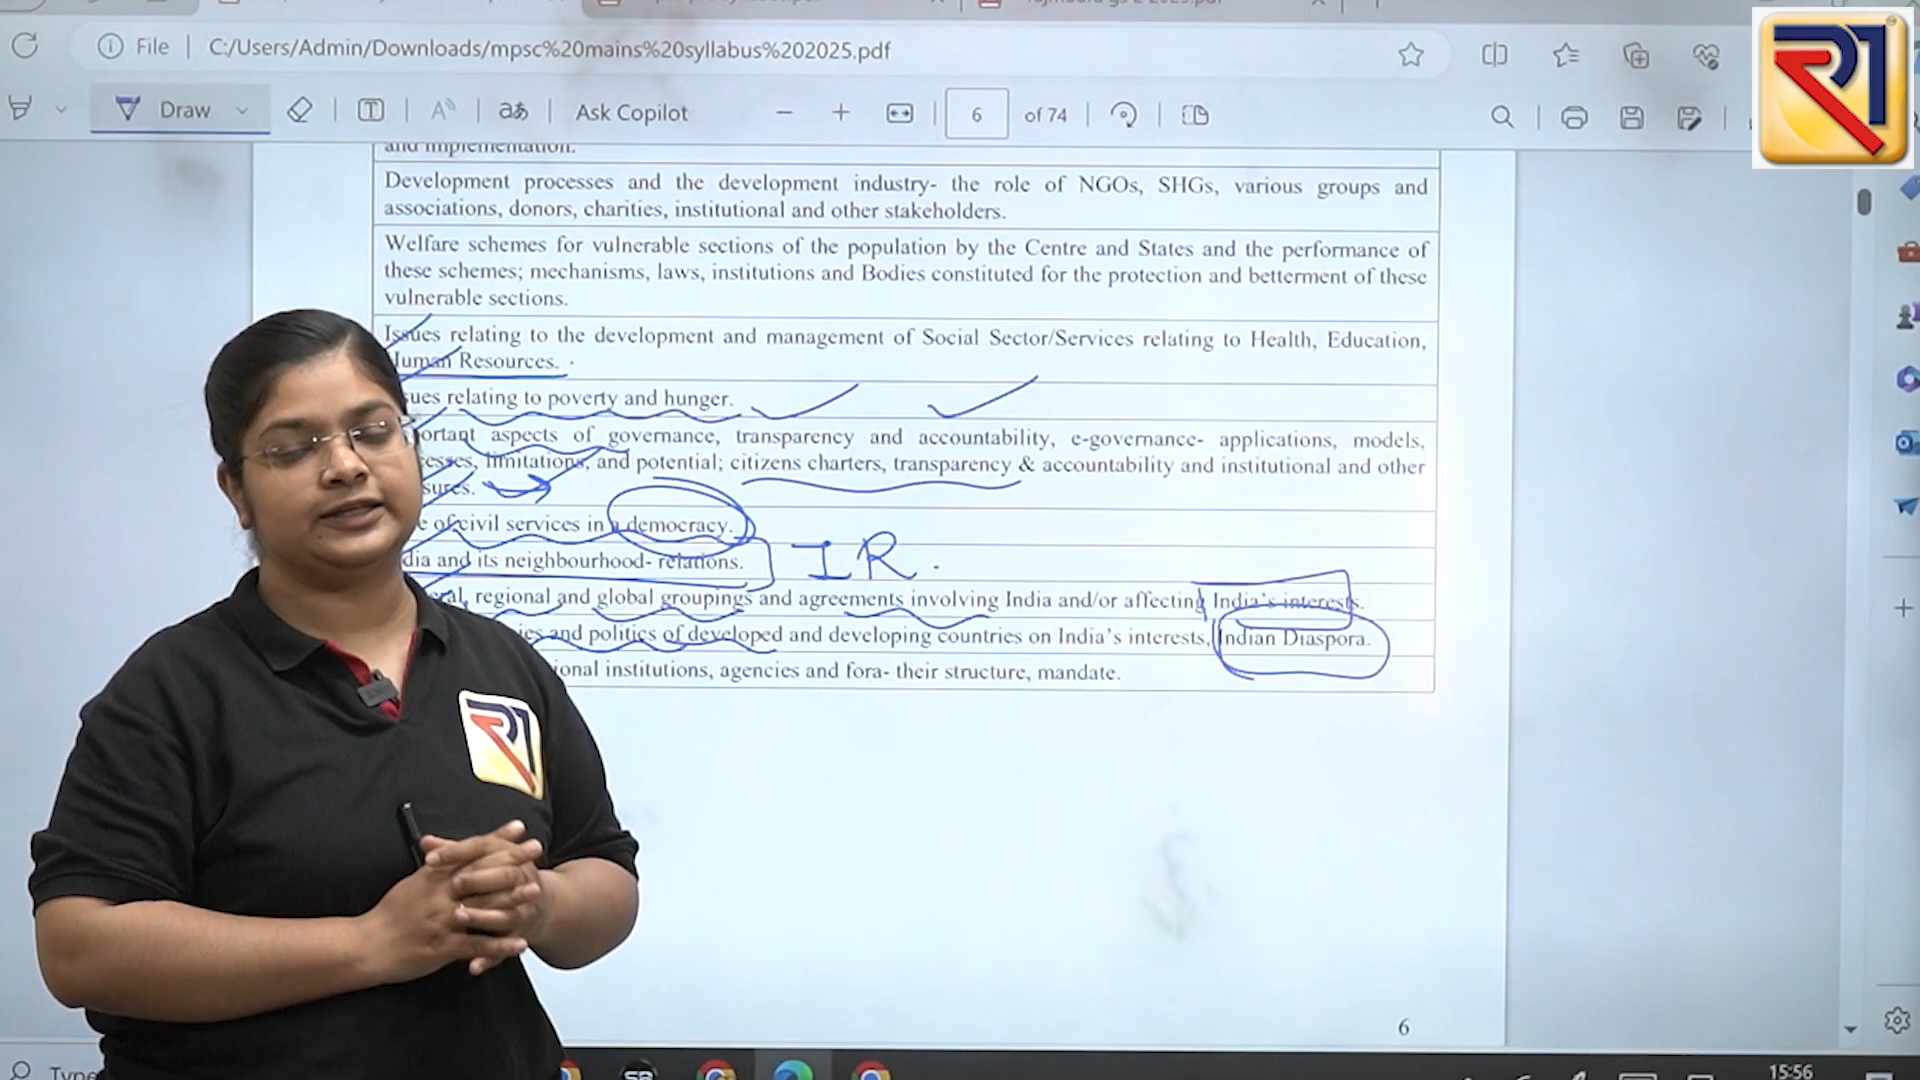 File C:/Users/Admin/Downloads/mpsc%20mains%20syllabus%202025.pdf
Draw Ask Copilot 6 of 74
and implementation.
Development processes and the development industry- the role of NGOs, SHGs, various groups and
associations, donors, charities, institutional and other stakeholders.
Welfare schemes for vulnerable sections of the population by the Centre and States and the performance of
these schemes; mechanisms, laws, institutions and Bodies constituted for the protection and betterment of these
vulnerable sections.
Issues relating to the development and management of Social Sector/Services relating to Health, Education,
Human Resources.
ues relating to poverty and hunger.
ortant aspects of governance, transparency and accountability, e-governance- applications, models,
esses, limitations, and potential; citizens charters, transparency & accountability and institutional and other
sures.
e of civil services in a democracy.
dia and its neighbourhood- relations.
IR.
eral, regional and global groupings and agreements involving India and/or affecting India's interests.
ies and politics of developed and developing countries on India's interests, Indian Diaspora.
ional institutions, agencies and fora- their structure, mandate.
6
15:56